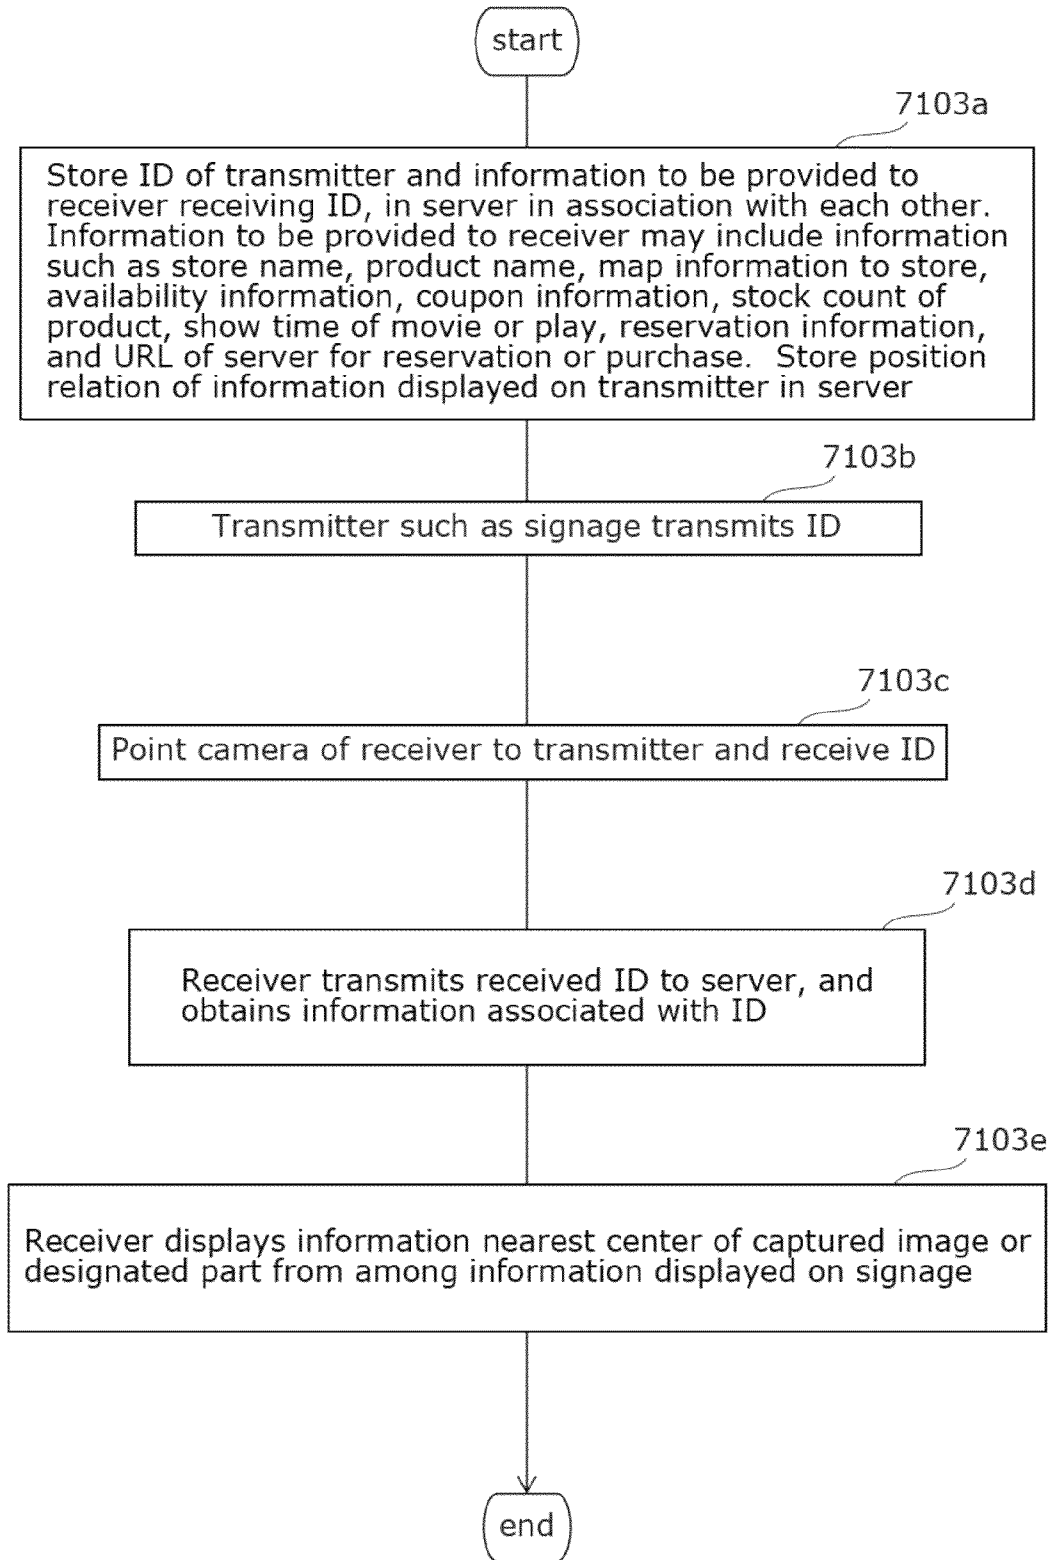 start
7103a
Store ID of transmitter and information to be provided to
receiver receiving ID, in server in association with each other.
Information to be provided to receiver may include information
such as store name, product name, map information to store,
availability information, coupon information, stock count of
product, show time of movie or play, reservation information,
and URL of server for reservation or purchase. Store position
relation of information displayed on transmitter in server
7103b
Transmitter such as signage transmits ID
7103c
Point camera of receiver to transmitter and receive ID
7103d
Receiver transmits received ID to server, and
obtains information associated with ID
7103e
Receiver displays information nearest center of captured image or
designated part from among information displayed on signage
end